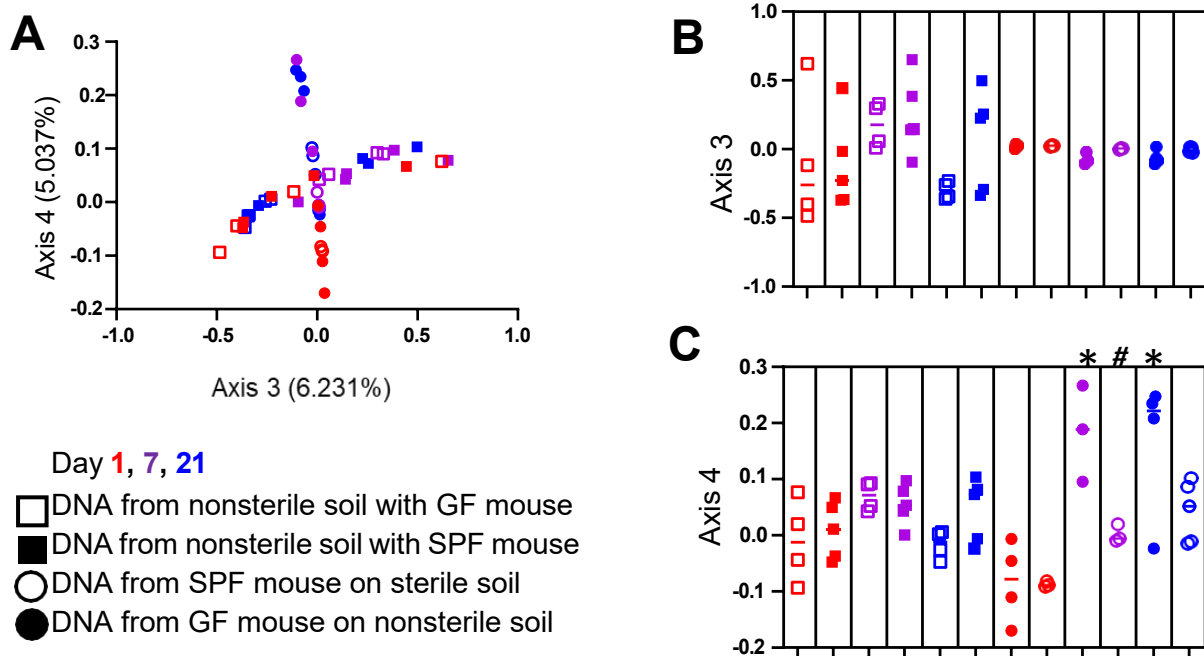 A
0.3
0.2
0.1
0.0
-0.1
-0.2
-1.0
-0.5
0.0
0.5
1.0
Axis 4 (5.037%)
Axis 3 (6.231%)
Day 1, 7, 21
DNA from nonsterile soil with GF mouse
DNA from nonsterile soil with SPF mouse
DNA from SPF mouse on sterile soil
DNA from GF mouse on nonsterile soil
B
1.0
0.5
0.0
-0.5
-1.0
Axis 3
C
* # *
0.3
0.2
0.1
0.0
-0.1
-0.2
Axis 4